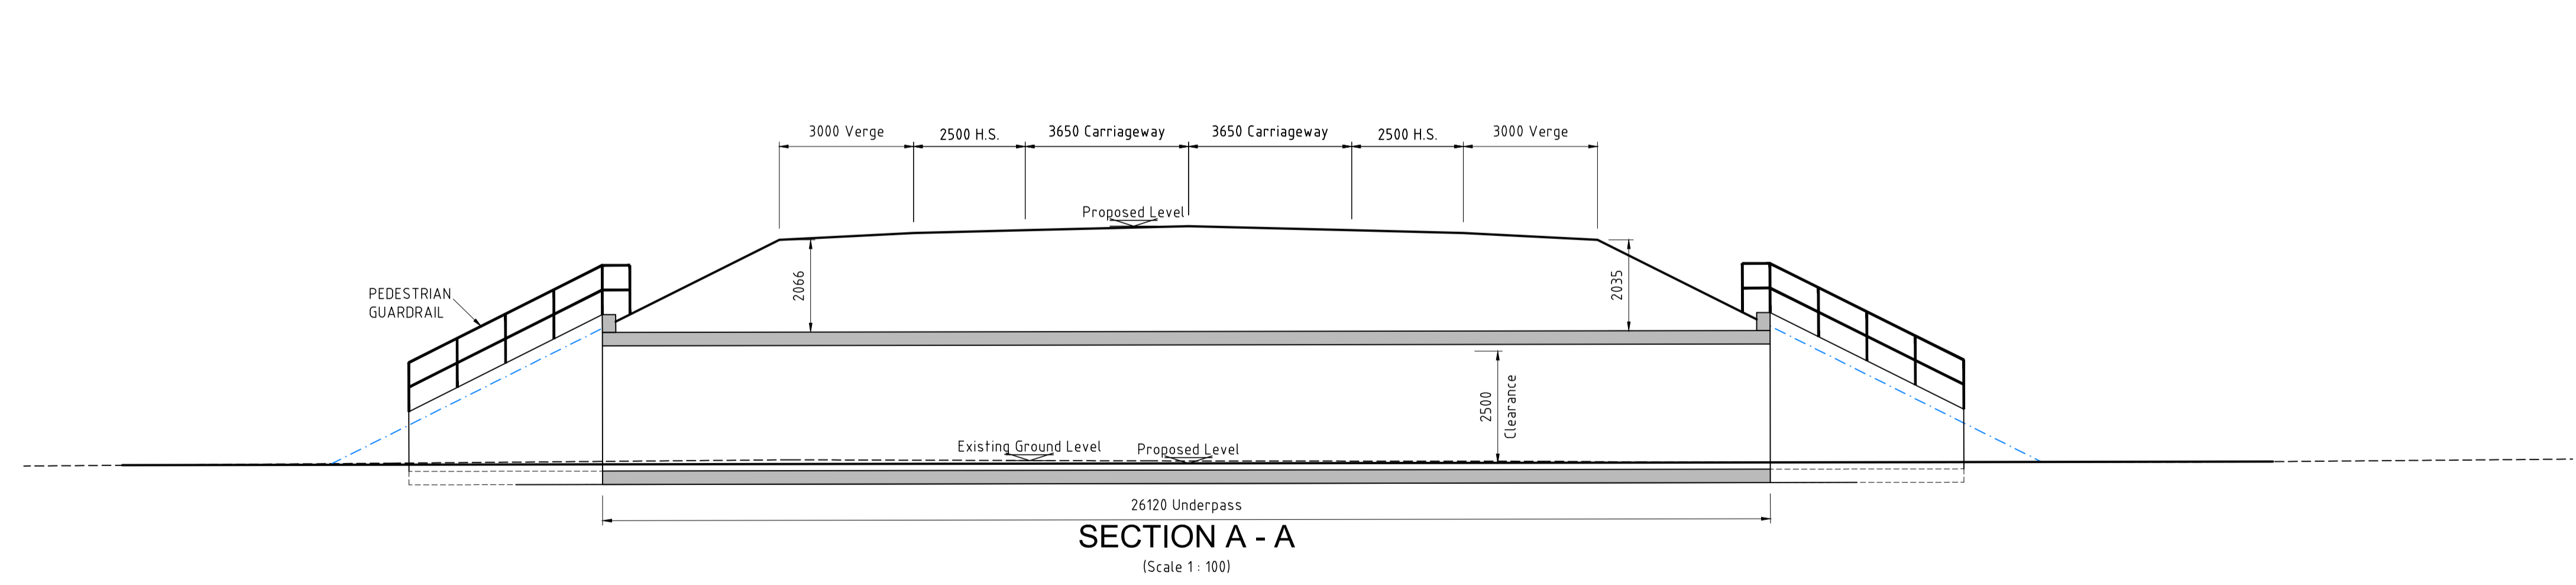 3000 Verge
2500 H.S.
3650 Carriageway
3650 Carriageway
2500 H.S.
3000 Verge
Proposed Level
PEDESTRIAN
GUARDRAIL
2066
2035
2500
Clearance
Existing Ground Level
Proposed Level
26120 Underpass
SECTION A - A
(Scale 1 : 100)